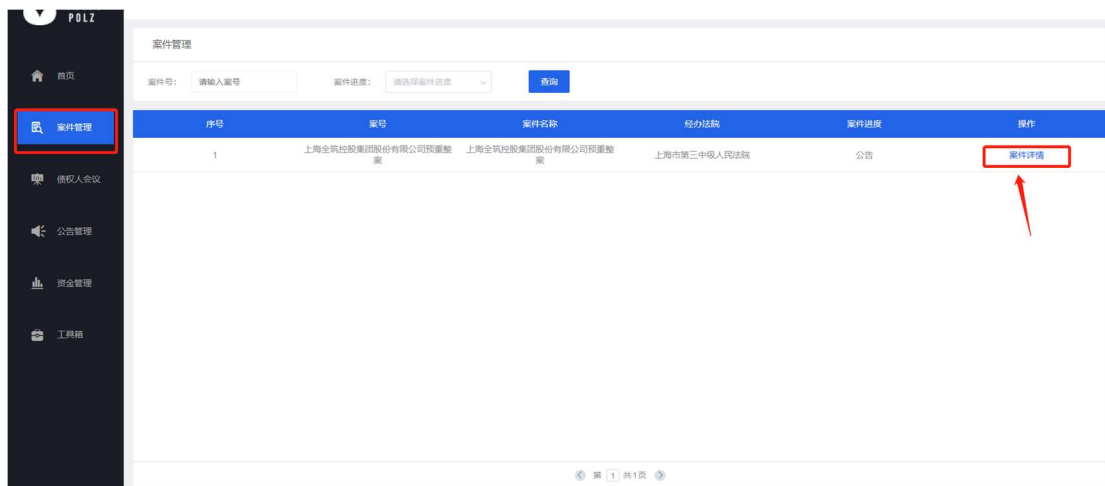 POLZ
案件管理
首页
案件号： 请输入案号 案件进度： 请选择案件进度 查询
案件管理
序号 案号 案件名称 经办法院 案件进度 操作
1 上海全筑控股集团股份有限公司预重整案 上海全筑控股集团股份有限公司预重整案 上海市第三中级人民法院 公告 案件详情
债权人会议
公告管理
资金管理
工具箱
第 1 共1页